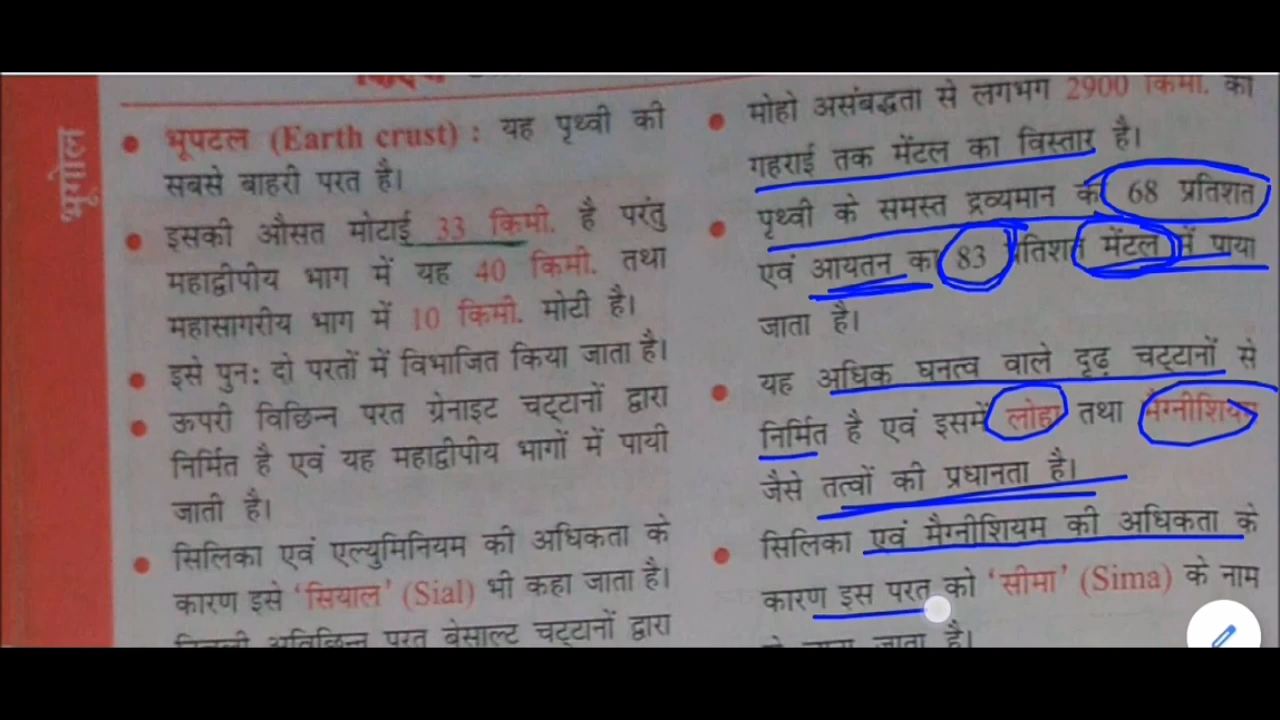 भूगोल
भूपटल (Earth crust) : यह पृथ्वी की
सबसे बाहरी परत है।
इसकी औसत मोटाई 33 किमी. है परंतु
महाद्वीपीय भाग में यह 40 किमी. तथा
महासागरीय भाग में 10 किमी. मोटी है।
इसे पुन: दो परतों में विभाजित किया जाता है।
ऊपरी विछिन्न परत ग्रेनाइट चट्टानों द्वारा
निर्मित है एवं यह महाद्वीपीय भागों में पायी
जाती है।
सिलिका एवं एल्युमिनियम की अधिकता के
कारण इसे ‘सियाल’ (Sial) भी कहा जाता है।
परत बेसाल्ट चट्टानों द्वारा
मोहो असंबद्धता से लगभग 2900 किमी. की
गहराई तक मेंटल का विस्तार है।
पृथ्वी के समस्त द्रव्यमान का 68 प्रतिशत
एवं आयतन का 83 प्रतिशत मेंटल में पाया
जाता है।
यह अधिक घनत्व वाले दृढ़ चट्टानों से
निर्मित है एवं इसमें लोहा तथा मैग्नीशियम
जैसे तत्वों की प्रधानता है।
सिलिका एवं मैग्नीशियम की अधिकता के
कारण इस परत को ‘सीमा’ (Sima) के नाम
से जाना जाता है।